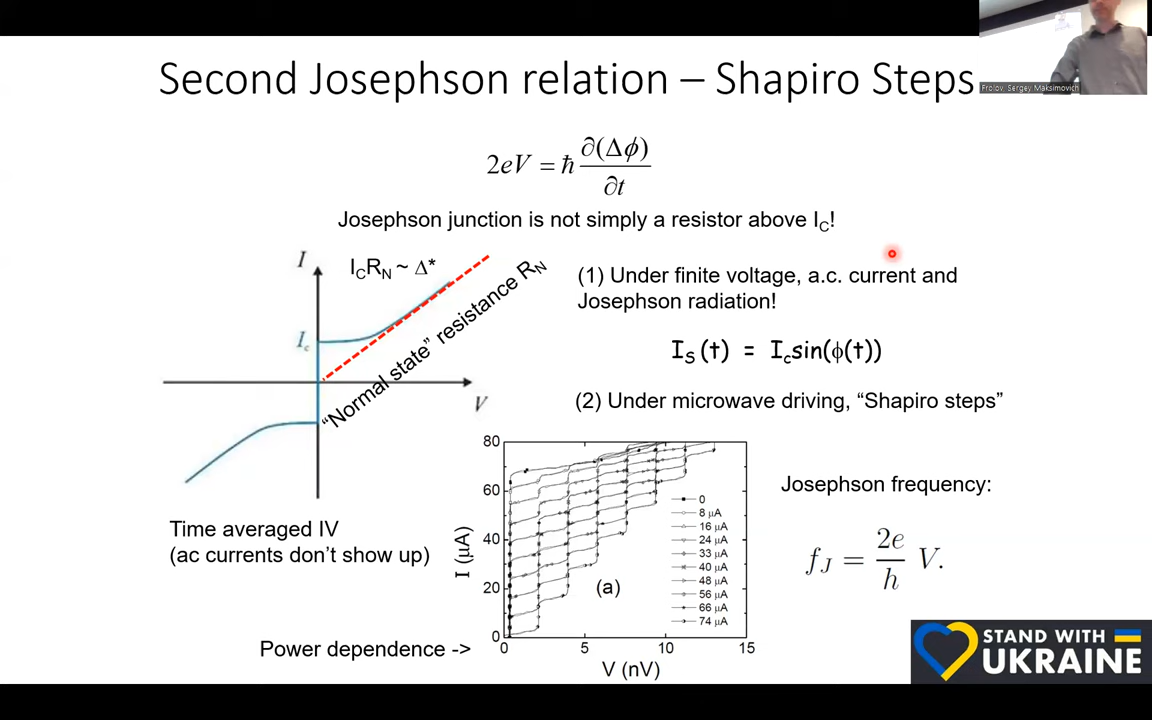 Frolov, Sergey Maksimovich
Second Josephson relation – Shapiro Steps
2eV = ħ ∂(Δϕ)/∂t
Josephson junction is not simply a resistor above I_C!
I
I_CR_N ~ Δ*
I_c
V
“Normal state” resistance R_N
(1) Under finite voltage, a.c. current and
Josephson radiation!
I_S(t) = I_csin(ϕ(t))
(2) Under microwave driving, “Shapiro steps”
Time averaged IV
(ac currents don’t show up)
80
60
40
20
0
I (μA)
0
8 μA
16 μA
24 μA
33 μA
40 μA
48 μA
56 μA
66 μA
74 μA
(a)
0 5 10 15
V (nV)
Power dependence ->
Josephson frequency:
f_J = 2e/h V.
STAND WITH
UKRAINE